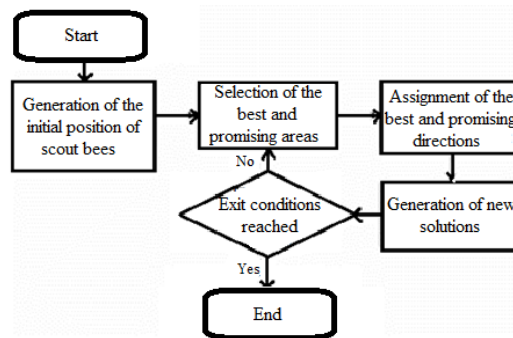 Start
Generation of the
initial position of
scout bees
Selection of the
best and
promising areas
Assignment of the
best and promising
directions
Generation of new
solutions
Exit conditions
reached
No
Yes
End